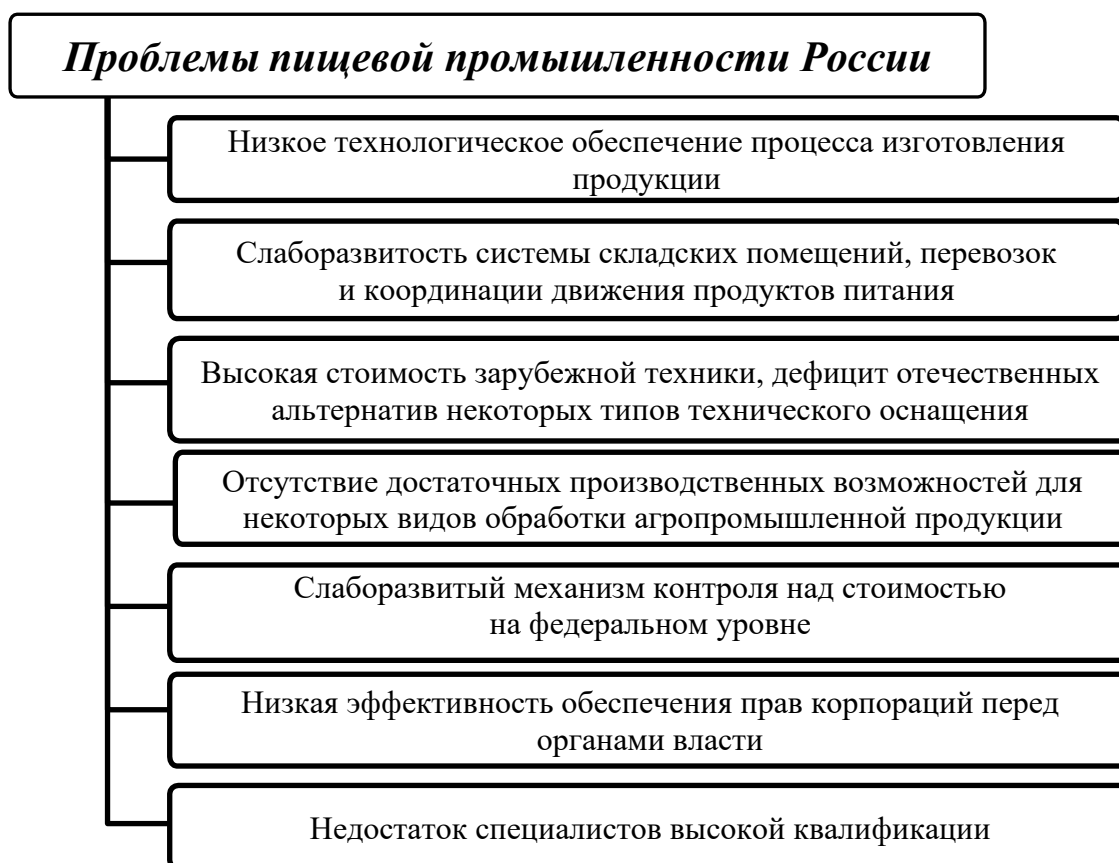 Проблемы пищевой промышленности России
Низкое технологическое обеспечение процесса изготовления
продукции
Слаборазвитость системы складских помещений, перевозок
и координации движения продуктов питания
Высокая стоимость зарубежной техники, дефицит отечественных
альтернатив некоторых типов технического оснащения
Отсутствие достаточных производственных возможностей для
некоторых видов обработки агропромышленной продукции
Слаборазвитый механизм контроля над стоимостью
на федеральном уровне
Низкая эффективность обеспечения прав корпораций перед
органами власти
Недостаток специалистов высокой квалификации